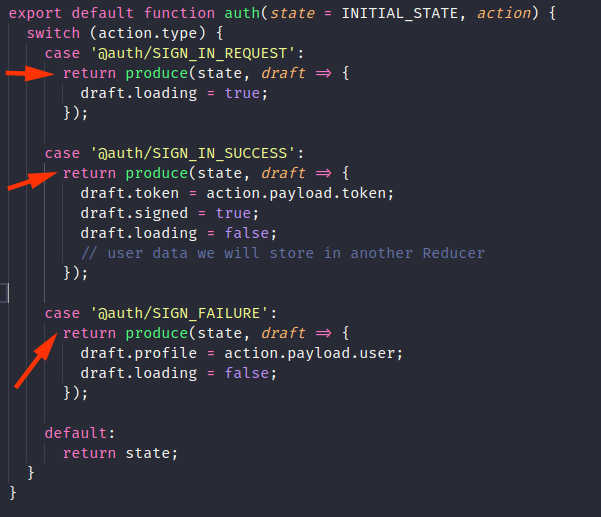 export default function auth(state = INITIAL_STATE, action) {
  switch (action.type) {
    case '@auth/SIGN_IN_REQUEST':
      return produce(state, draft => {
        draft.loading = true;
      });
    case '@auth/SIGN_IN_SUCCESS':
      return produce(state, draft => {
        draft.token = action.payload.token;
        draft.signed = true;
        draft.loading = false;
        // user data we will store in another Reducer
      });
    case '@auth/SIGN_FAILURE':
      return produce(state, draft => {
        draft.profile = action.payload.user;
        draft.loading = false;
      });
    default:
      return state;
  }
}